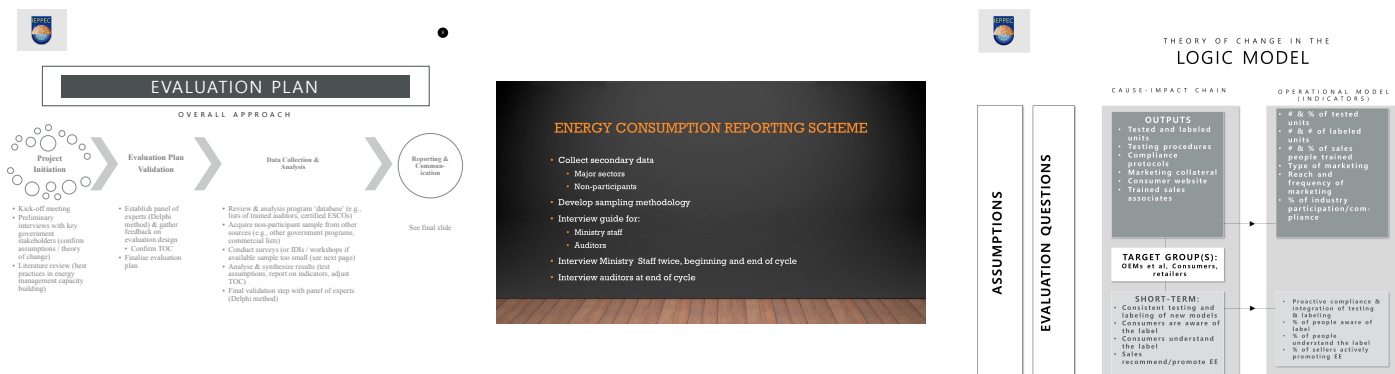 IEPPEC
EVALUATION PLAN
OVERALL APPROACH
Project
Initiation
Evaluation Plan
Validation
Data Collection &
Analysis
Reporting &
Commun-
ication
• Kick-off meeting
• Preliminary
interviews with key
government
stakeholders (confirm
assumptions / theory
of change)
• Literature review (best
practices in energy
management capacity
building)
• Establish panel of
experts (Delphi
method) & gather
feedback on
evaluation design
• Confirm TOC
• Finalise evaluation
plan
• Review & analysis program 'database' (e.g.,
lists of trained auditors, certified ESCOs)
• Acquire non-participant sample from other
sources (e.g., other government programs,
commercial lists)
• Conduct surveys (or IDIs / workshops if
available sample too small (see next page)
• Analyse & synthesize results (test
assumptions, report on indicators, adjust
TOC)
• Final validation step with panel of experts
(Delphi method)
See final slide
ENERGY CONSUMPTION REPORTING SCHEME
• Collect secondary data
• Major sectors
• Non-participants
• Develop sampling methodology
• Interview guide for:
• Ministry staff
• Auditors
• Interview Ministry Staff twice, beginning and end of cycle
• Interview auditors at end of cycle
IEPPEC
THEORY OF CHANGE IN THE
LOGIC MODEL
CAUSE-IMPACT CHAIN
OPERATIONAL MODEL
(INDICATORS)
ASSUMPTIONS
EVALUATION QUESTIONS
OUTPUTS
• Tested and labeled
units
• Testing procedures
• Compliance
protocols
• Marketing collateral
• Consumer website
• Trained sales
associates
• # & % of tested
units
• # & # of labeled
units
• # & % of sales
people trained
• Type of marketing
• Reach and
frequency of
marketing
• % of industry
participation/com-
pliance
TARGET GROUP(S):
OEMs et al, Consumers,
retailers
SHORT-TERM:
• Consistent testing and
labeling of new models
• Consumers are aware of
the label
• Consumers understand
the label
• Sales
recommend/promote EE
• Proactive compliance &
integration of testing
& labeling
• % of people aware of
label
• % of people
understand the label
• % of sellers actively
promoting EE